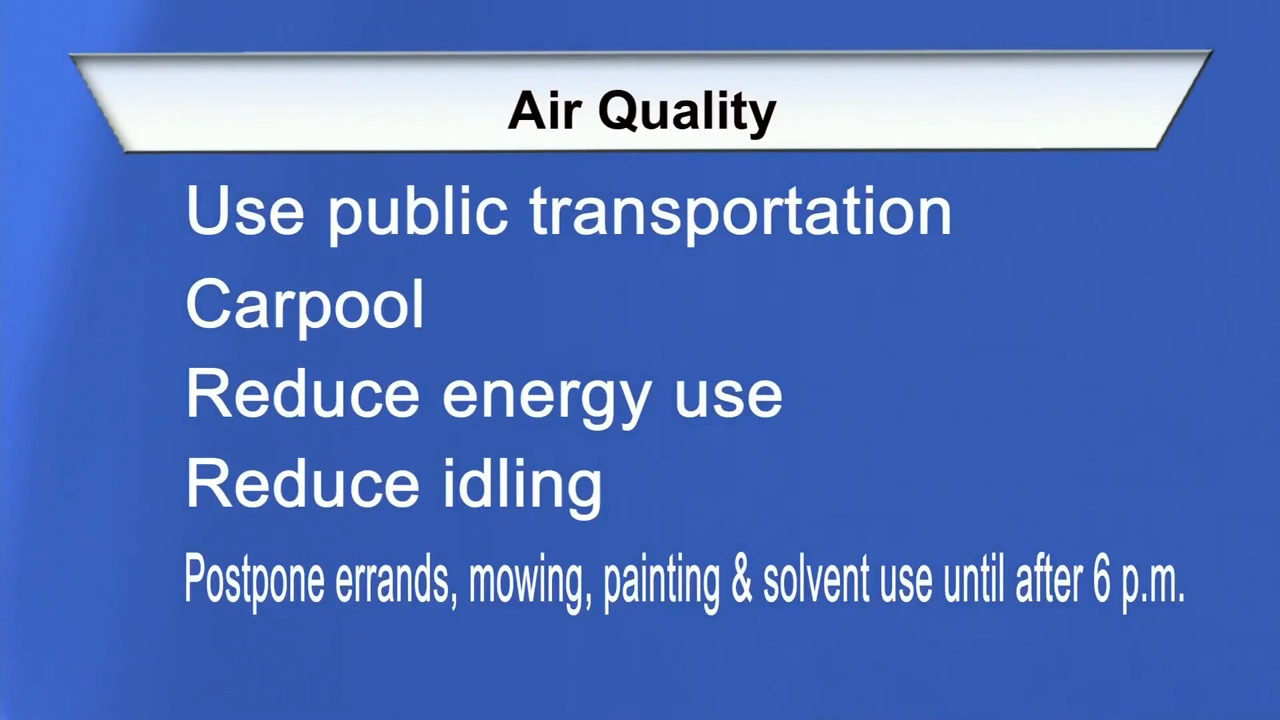 Air Quality
Use public transportation
Carpool
Reduce energy use
Reduce idling
Postpone errands, mowing, painting & solvent use until after 6 p.m.